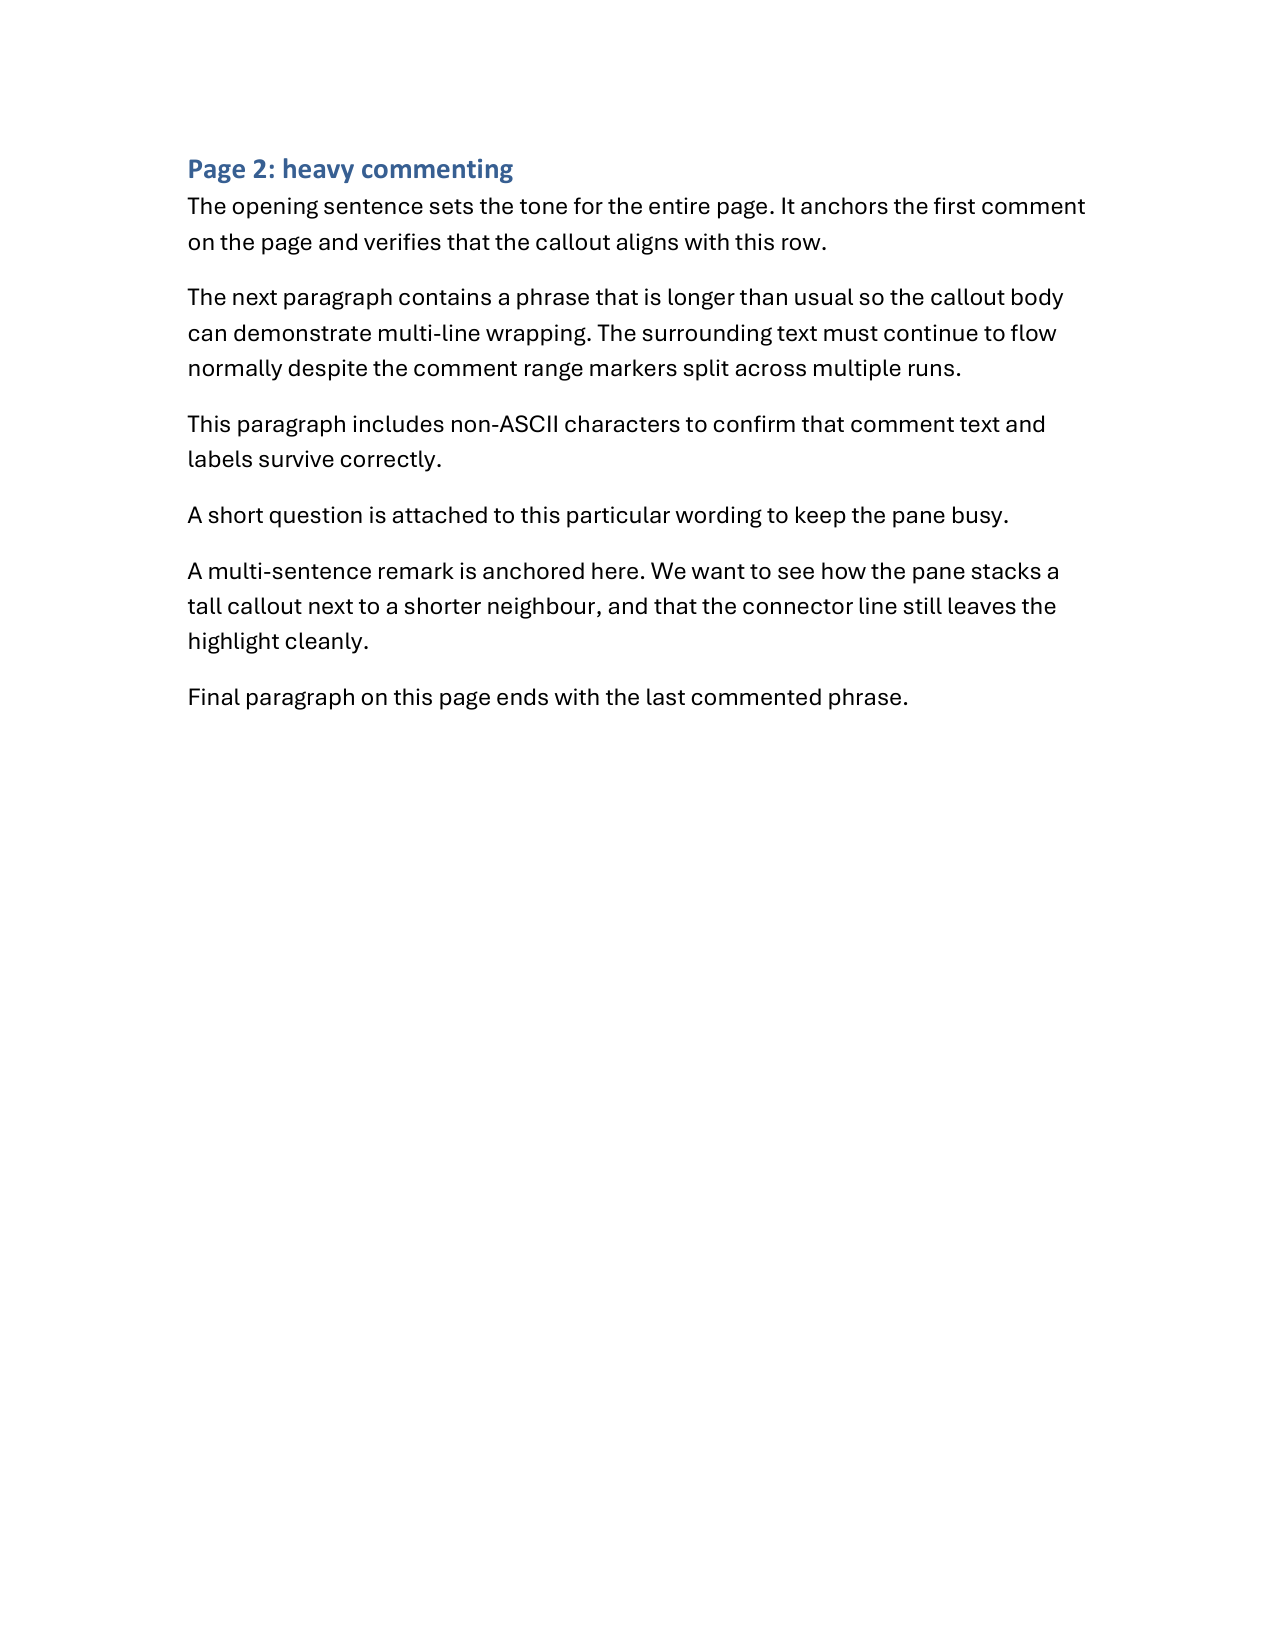 Page 2: heavy commenting
The opening sentence sets the tone for the entire page. It anchors the first comment
on the page and verifies that the callout aligns with this row.
The next paragraph contains a phrase that is longer than usual so the callout body
can demonstrate multi-line wrapping. The surrounding text must continue to flow
normally despite the comment range markers split across multiple runs.
This paragraph includes non-ASCII characters to confirm that comment text and
labels survive correctly.
A short question is attached to this particular wording to keep the pane busy.
A multi-sentence remark is anchored here. We want to see how the pane stacks a
tall callout next to a shorter neighbour, and that the connector line still leaves the
highlight cleanly.
Final paragraph on this page ends with the last commented phrase.